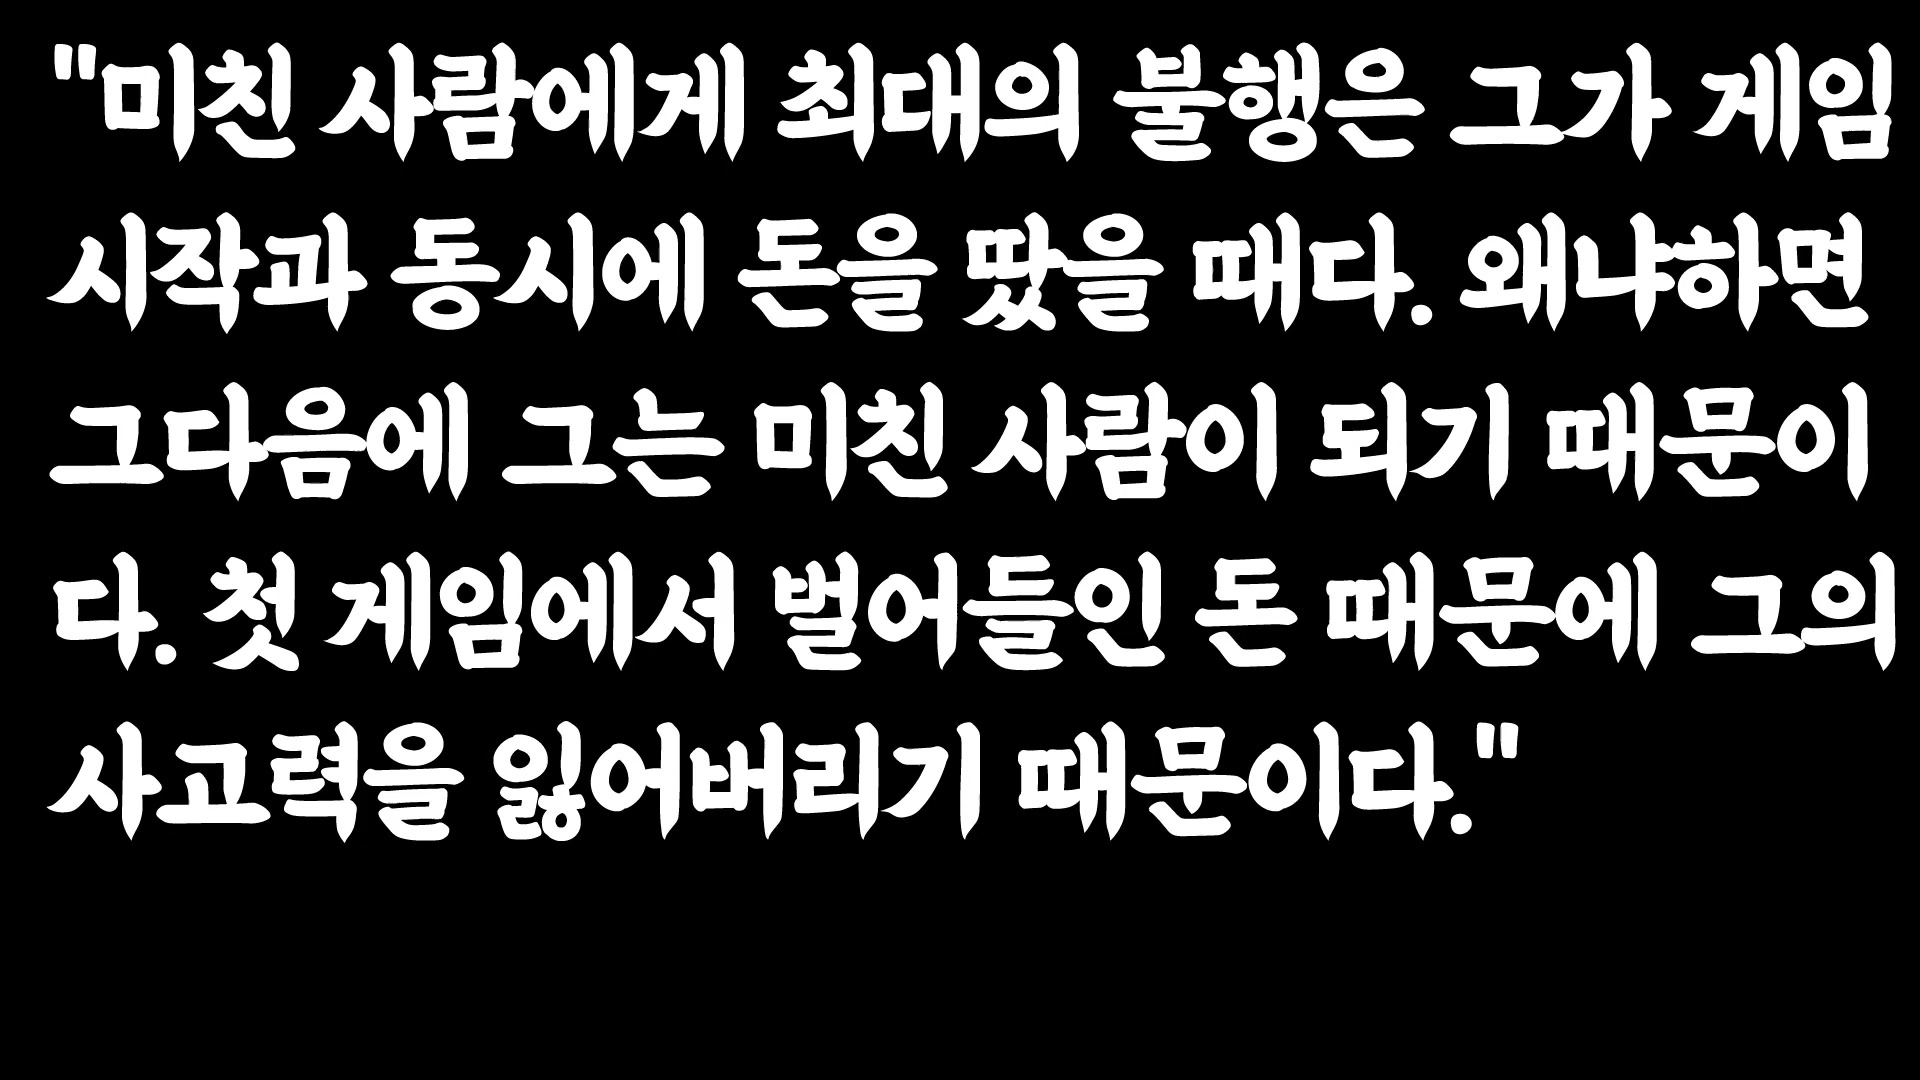 "미친 사람에게 최대의 불행은 그가 게임
시작과 동시에 돈을 땄을 때다. 왜냐하면
그다음에 그는 미친 사람이 되기 때문이
다. 첫 게임에서 벌어들인 돈 때문에 그의
사고력을 잃어버리기 때문이다."